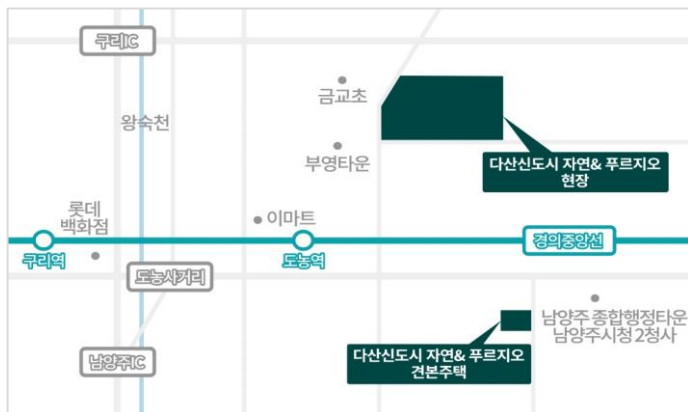 구리IC
금교초
왕숙천
부영타운
다산신도시 자연& 푸르지오
현장
롯데
백화점
이마트
구리역
도농역
경의중앙선
도농사거리
남양주 종합행정타운
남양주시청 2청사
다산신도시 자연& 푸르지오
견본주택
남양주IC